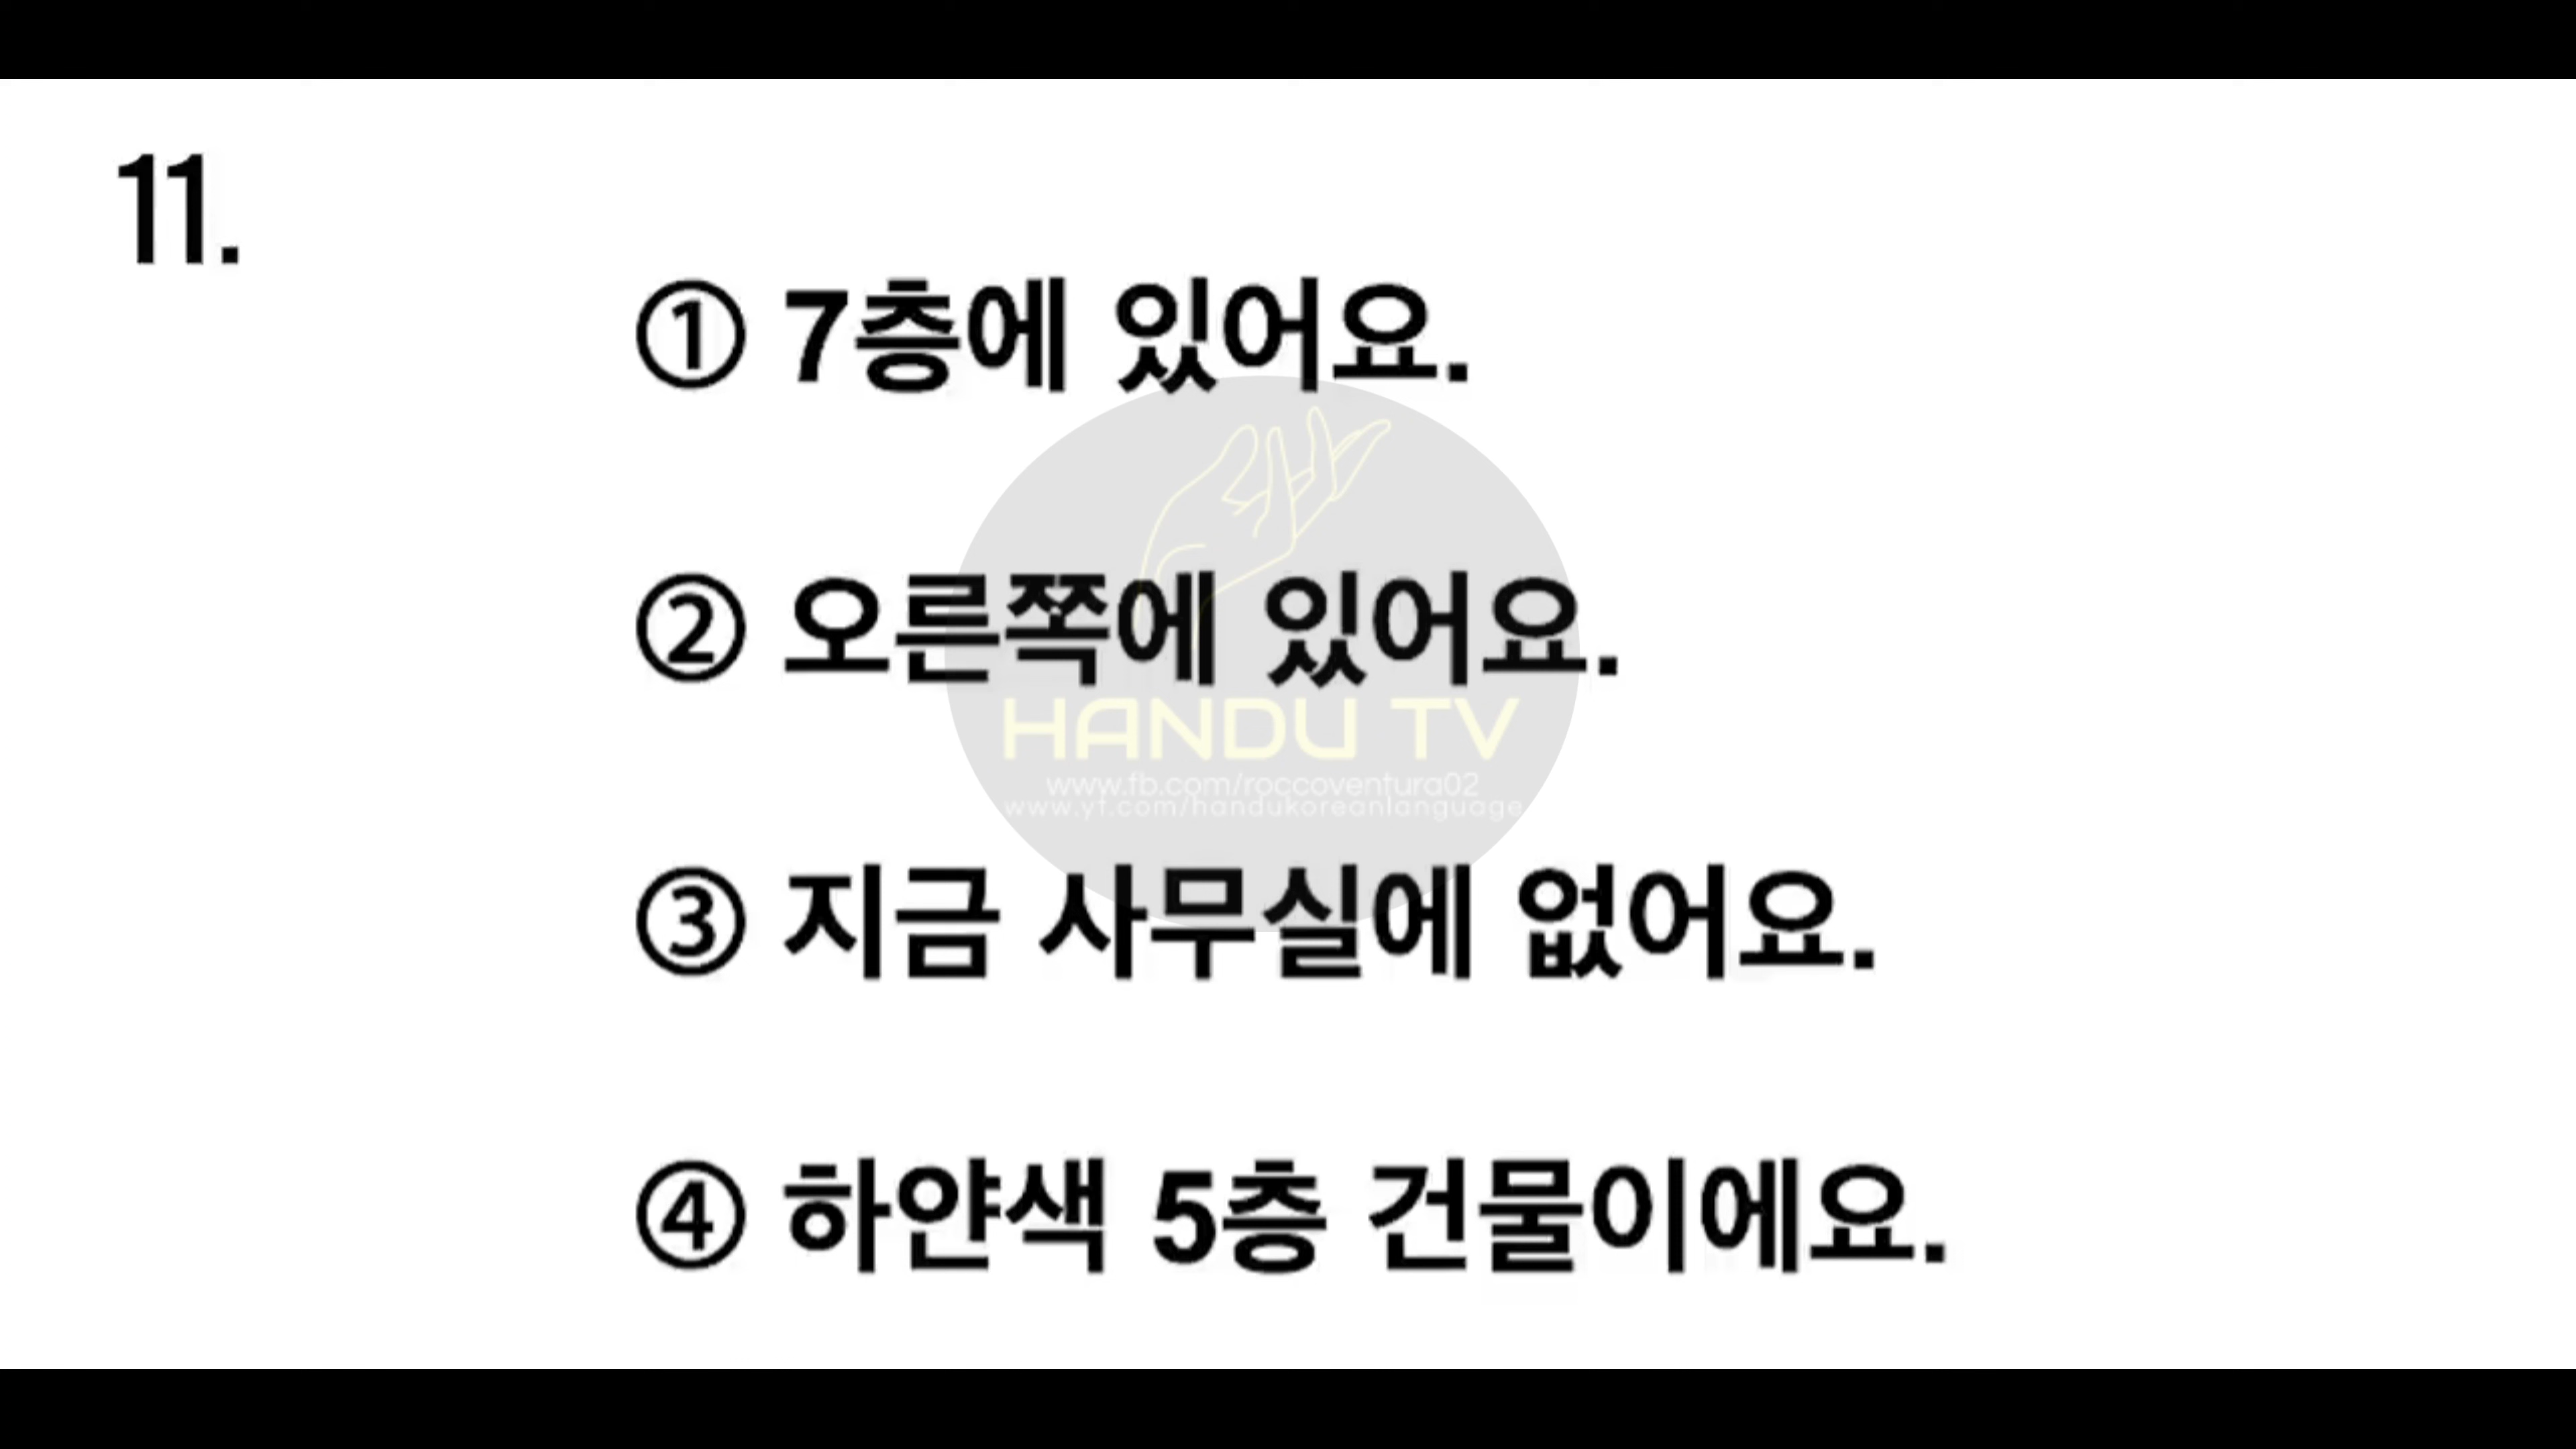 11.
① 7층에 있어요.
② 오른쪽에 있어요.
HANDU TV
www.fb.com/roccoventura02
www.yt.com/handukoreanlanguage
③ 지금 사무실에 없어요.
④ 하얀색 5층 건물이에요.